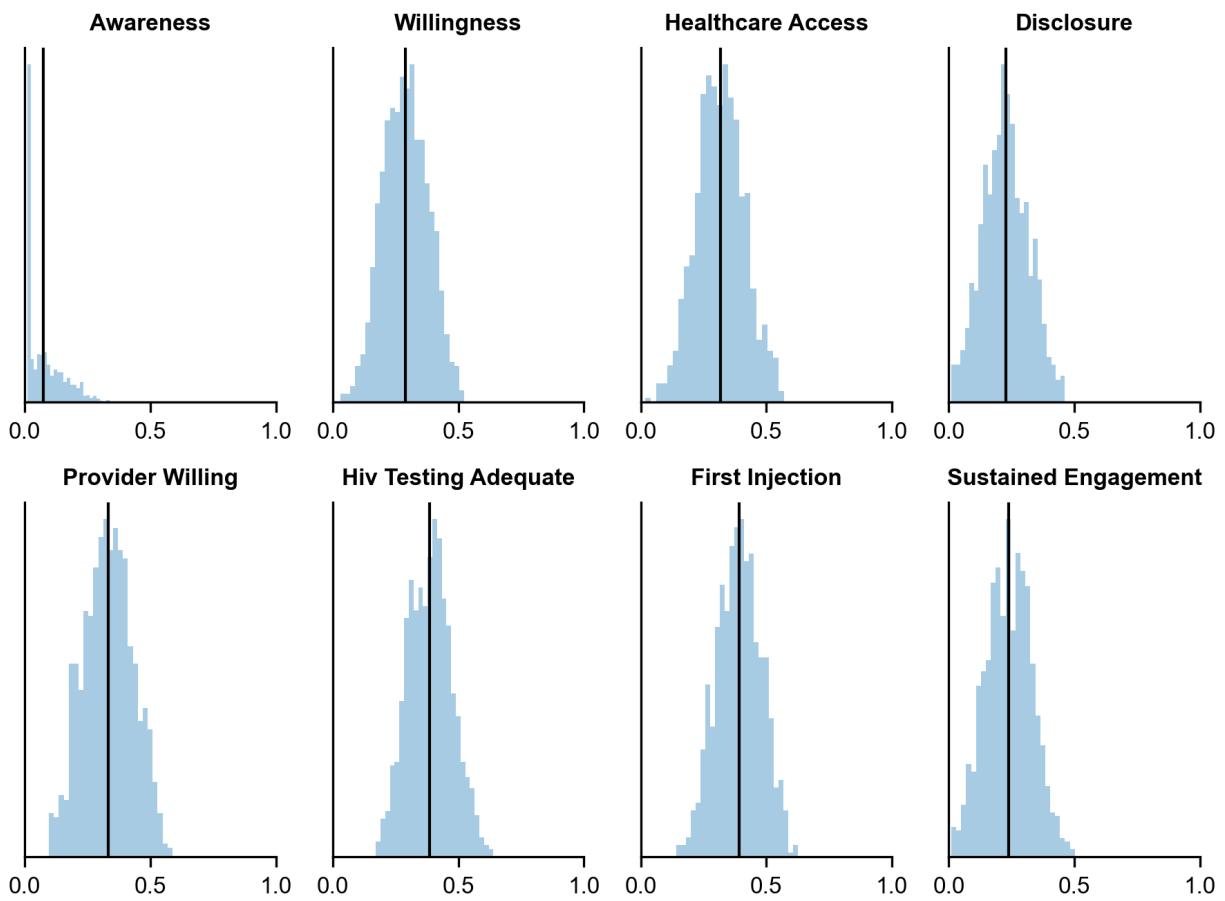 Awareness Willingness Healthcare Access Disclosure
0.0 0.5 1.0 0.0 0.5 1.0 0.0 0.5 1.0 0.0 0.5 1.0
Provider Willing Hiv Testing Adequate First Injection Sustained Engagement
0.0 0.5 1.0 0.0 0.5 1.0 0.0 0.5 1.0 0.0 0.5 1.0